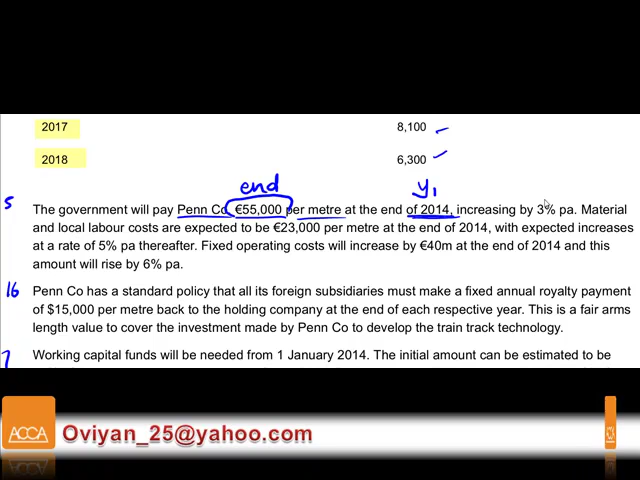 2017 8,100
2018 6,300
end y1
5
The government will pay Penn Co €55,000 per metre at the end of 2014, increasing by 3% pa. Material
and local labour costs are expected to be €23,000 per metre at the end of 2014, with expected increases
at a rate of 5% pa thereafter. Fixed operating costs will increase by €40m at the end of 2014 and this
amount will rise by 6% pa.
16
Penn Co has a standard policy that all its foreign subsidiaries must make a fixed annual royalty payment
of $15,000 per metre back to the holding company at the end of each respective year. This is a fair arms
length value to cover the investment made by Penn Co to develop the train track technology.
7
Working capital funds will be needed from 1 January 2014. The initial amount can be estimated to be
ACCA Oviyan_25@yahoo.com